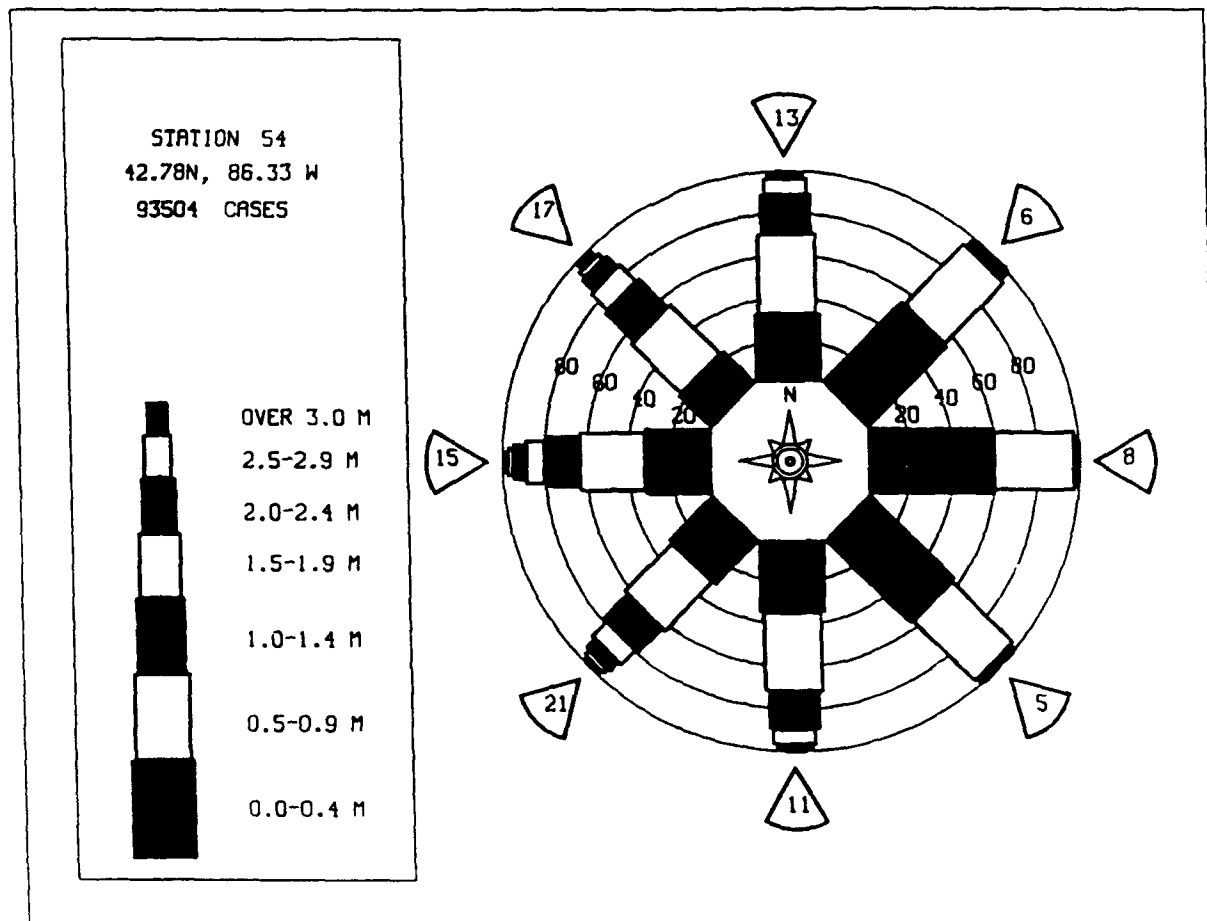 STATION 54
42.78N, 86.33 W
93504 CASES
OVER 3.0 M
2.5-2.9 M
2.0-2.4 M
1.5-1.9 M
1.0-1.4 M
0.5-0.9 M
0.0-0.4 M
13
17
6
80
60
40
20
N
20
40
60
80
15
8
21
5
11